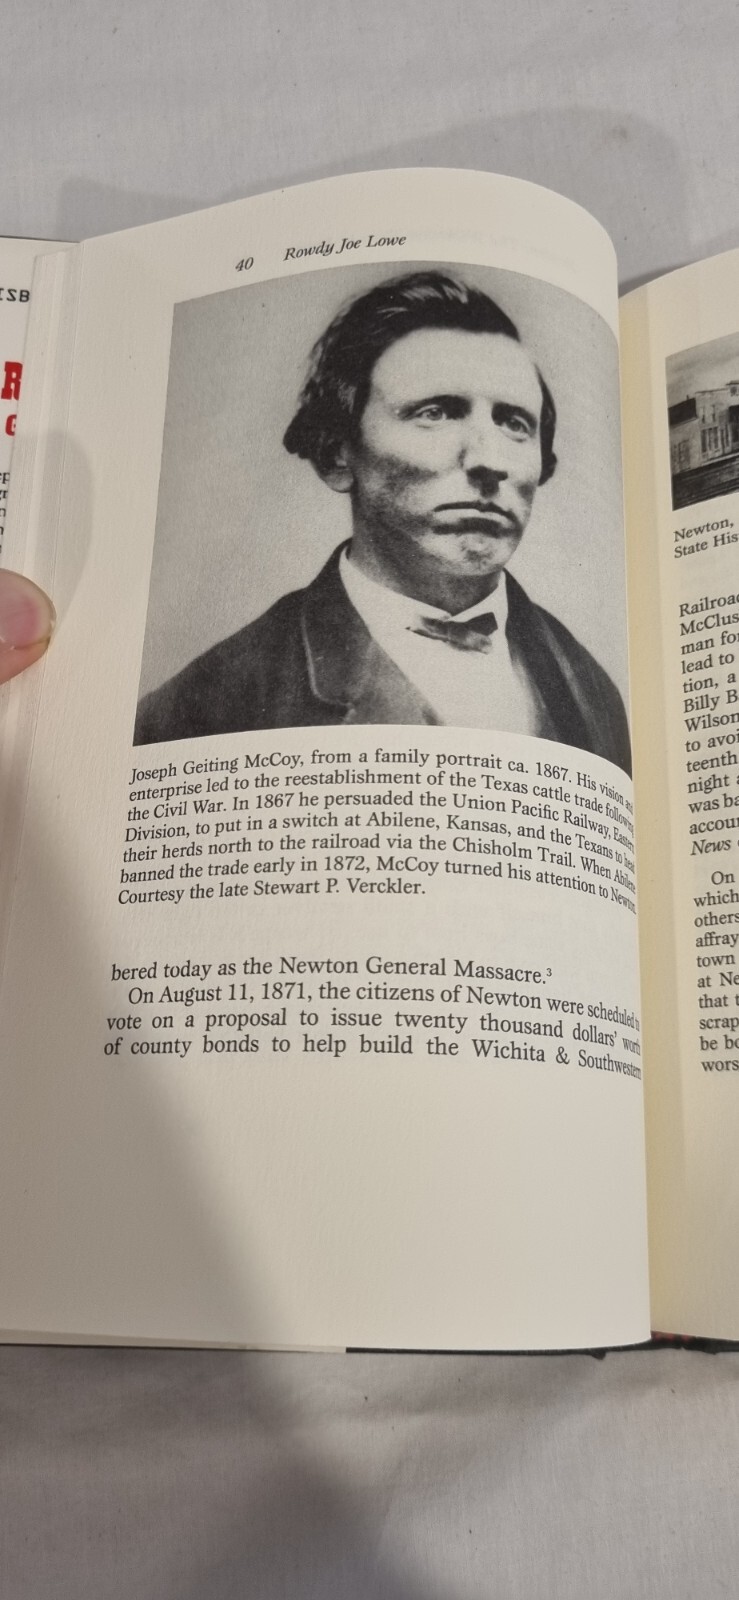 40 Rowdy Joe Lowe
Joseph Geiting McCoy, from a family portrait ca. 1867. His vision and
enterprise led to the reestablishment of the Texas cattle trade following
the Civil War. In 1867 he persuaded the Union Pacific Railway, Eastern
Division, to put in a switch at Abilene, Kansas, and the Texans to head
their herds north to the railroad via the Chisholm Trail. When Abilene
banned the trade early in 1872, McCoy turned his attention to Newton.
Courtesy the late Stewart P. Verckler.
bered today as the Newton General Massacre.³
On August 11, 1871, the citizens of Newton were scheduled to
vote on a proposal to issue twenty thousand dollars' worth
of county bonds to help build the Wichita & Southwestern
Newton,
State His
Railroa
McClus
man for
lead to
tion, a
Billy B
Wilson
to avoi
teenth
night a
was ba
accou
News
On
which
others
affray
town
at Ne
that t
scrap
be bo
wors
ISB
R
G